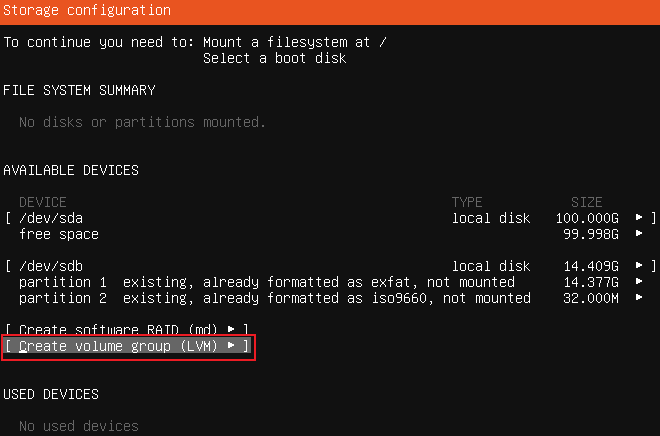 Storage configuration
To continue you need to: Mount a filesystem at /
Select a boot disk
FILE SYSTEM SUMMARY
No disks or partitions mounted.
AVAILABLE DEVICES
DEVICE TYPE SIZE
[ /dev/sda local disk 100.000G ▸ ]
free space 99.998G ▸
[ /dev/sdb local disk 14.409G ▸ ]
partition 1 existing, already formatted as exfat, not mounted 14.377G ▸
partition 2 existing, already formatted as iso9660, not mounted 32.000M ▸
[ Create software RAID (md) ▸ ]
[ Create volume group (LVM) ▸ ]
USED DEVICES
No used devices